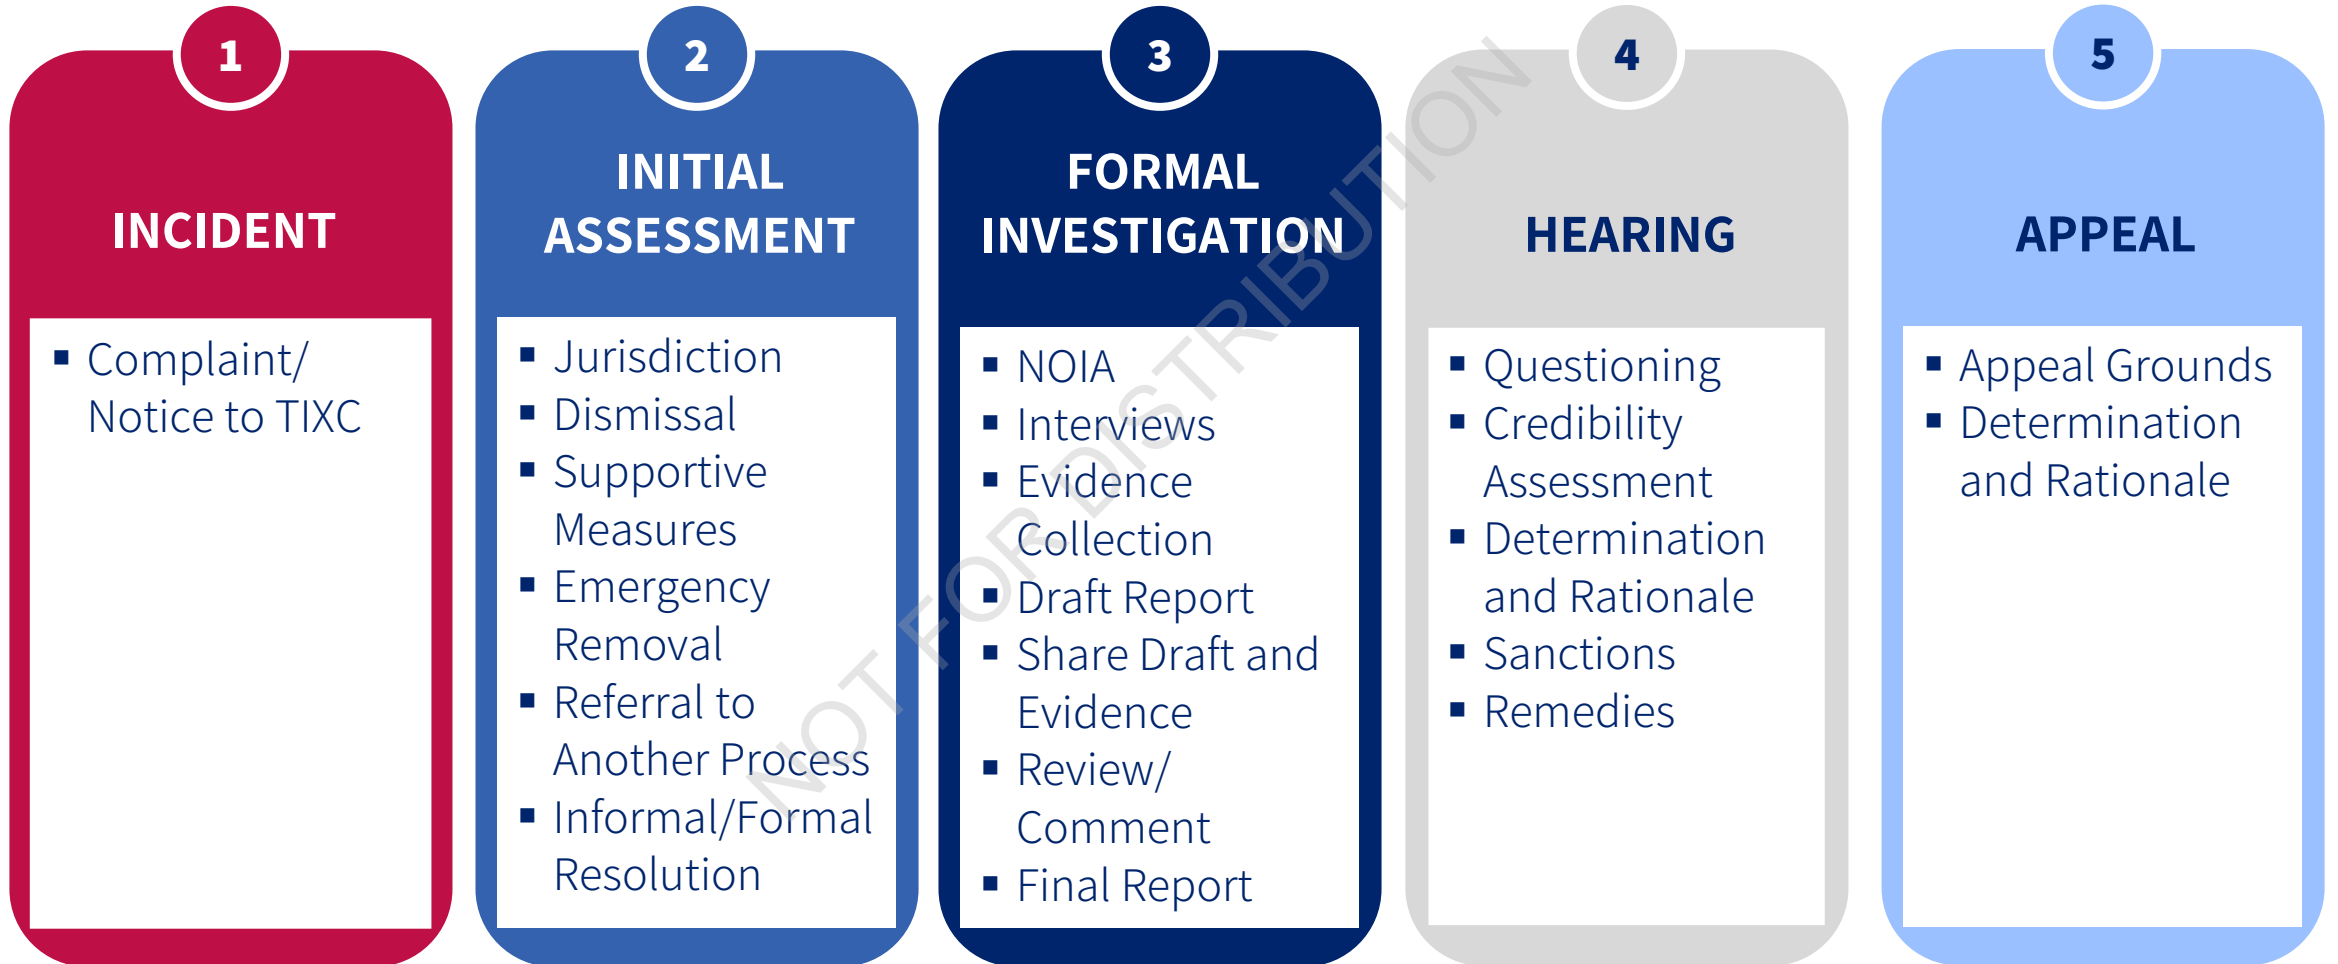 1
INCIDENT
▪ Complaint/
Notice to TIXC
2
INITIAL
ASSESSMENT
▪ Jurisdiction
▪ Dismissal
▪ Supportive
Measures
▪ Emergency
Removal
▪ Referral to
Another Process
▪ Informal/Formal
Resolution
3
FORMAL
INVESTIGATION
▪ NOIA
▪ Interviews
▪ Evidence
Collection
▪ Draft Report
▪ Share Draft and
Evidence
▪ Review/
Comment
▪ Final Report
4
HEARING
▪ Questioning
▪ Credibility
Assessment
▪ Determination
and Rationale
▪ Sanctions
▪ Remedies
5
APPEAL
▪ Appeal Grounds
▪ Determination
and Rationale
NOT FOR DISTRIBUTION